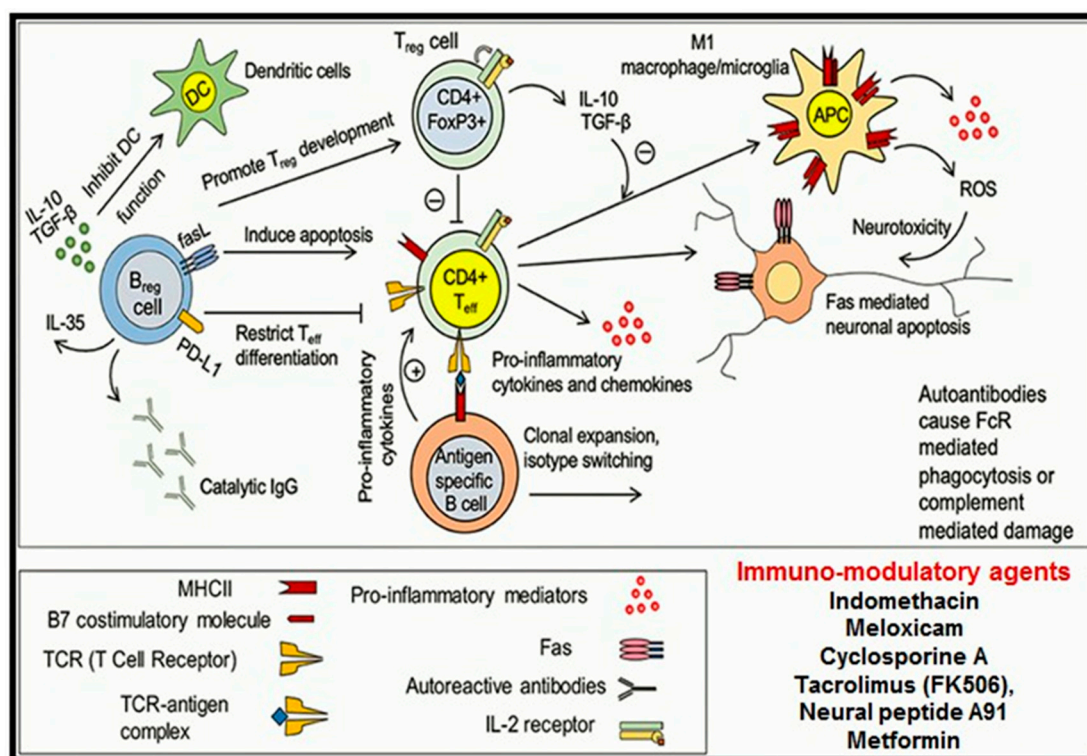 T_reg cell
M1
macrophage/microglia
Dendritic cells
DC
CD4+
FoxP3+
IL-10
TGF-β
APC
Inhibit DC
function
Promote T_reg development
IL-10
TGF-β
ROS
Neurotoxicity
fasL
Induce apoptosis
B_reg
cell
CD4+
T_eff
Fas mediated
neuronal apoptosis
IL-35
PD-L1
Restrict T_eff
differentiation
Pro-inflammatory
cytokines
Pro-inflammatory
cytokines and chemokines
Catalytic IgG
Antigen
specific
B cell
Clonal expansion,
isotype switching
Autoantibodies
cause FcR
mediated
phagocytosis or
complement
mediated damage
MHCII
B7 costimulatory molecule
TCR (T Cell Receptor)
TCR-antigen
complex
Pro-inflammatory mediators
Fas
Autoreactive antibodies
IL-2 receptor
Immuno-modulatory agents
Indomethacin
Meloxicam
Cyclosporine A
Tacrolimus (FK506),
Neural peptide A91
Metformin